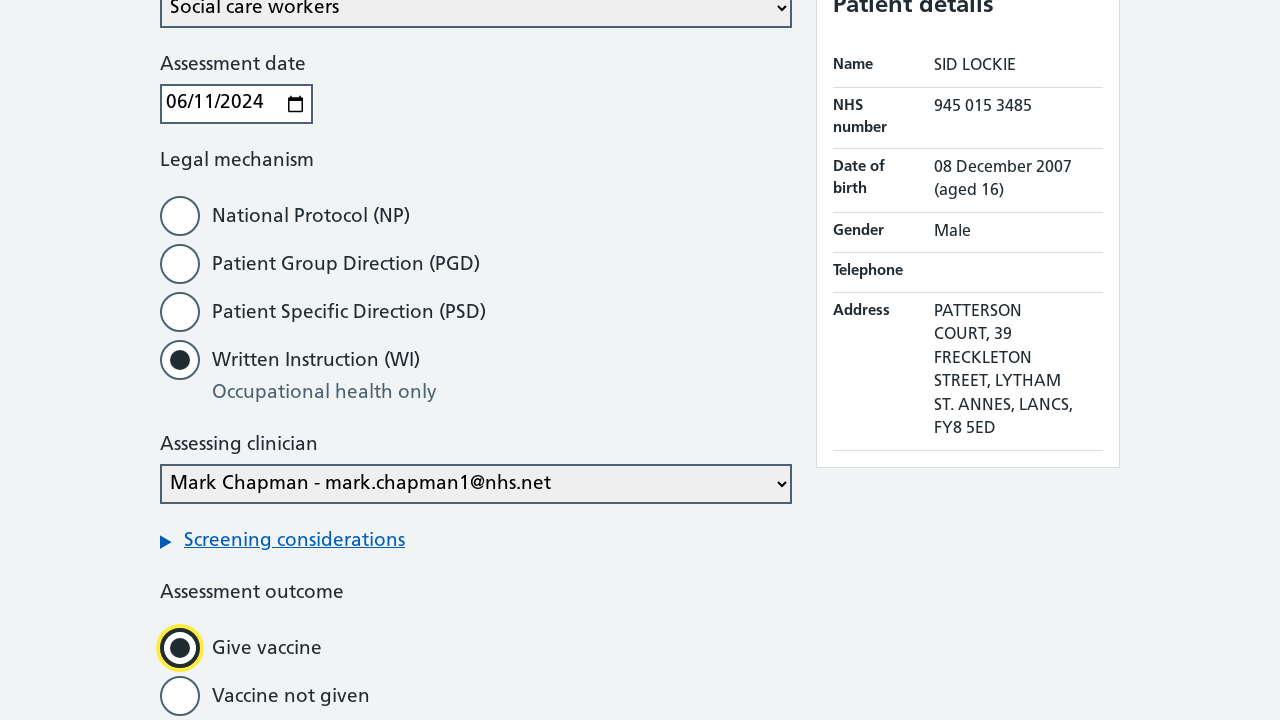 Social care workers
Assessment date
06/11/2024
Legal mechanism
National Protocol (NP)
Patient Group Direction (PGD)
Patient Specific Direction (PSD)
Written Instruction (WI)
Occupational health only
Assessing clinician
Mark Chapman - mark.chapman1@nhs.net
Screening considerations
Assessment outcome
Give vaccine
Vaccine not given
Patient details
Name SID LOCKIE
NHS number 945 015 3485
Date of birth 08 December 2007 (aged 16)
Gender Male
Telephone
Address PATTERSON
COURT, 39
FRECKLETON
STREET, LYTHAM
ST. ANNES, LANCS,
FY8 5ED